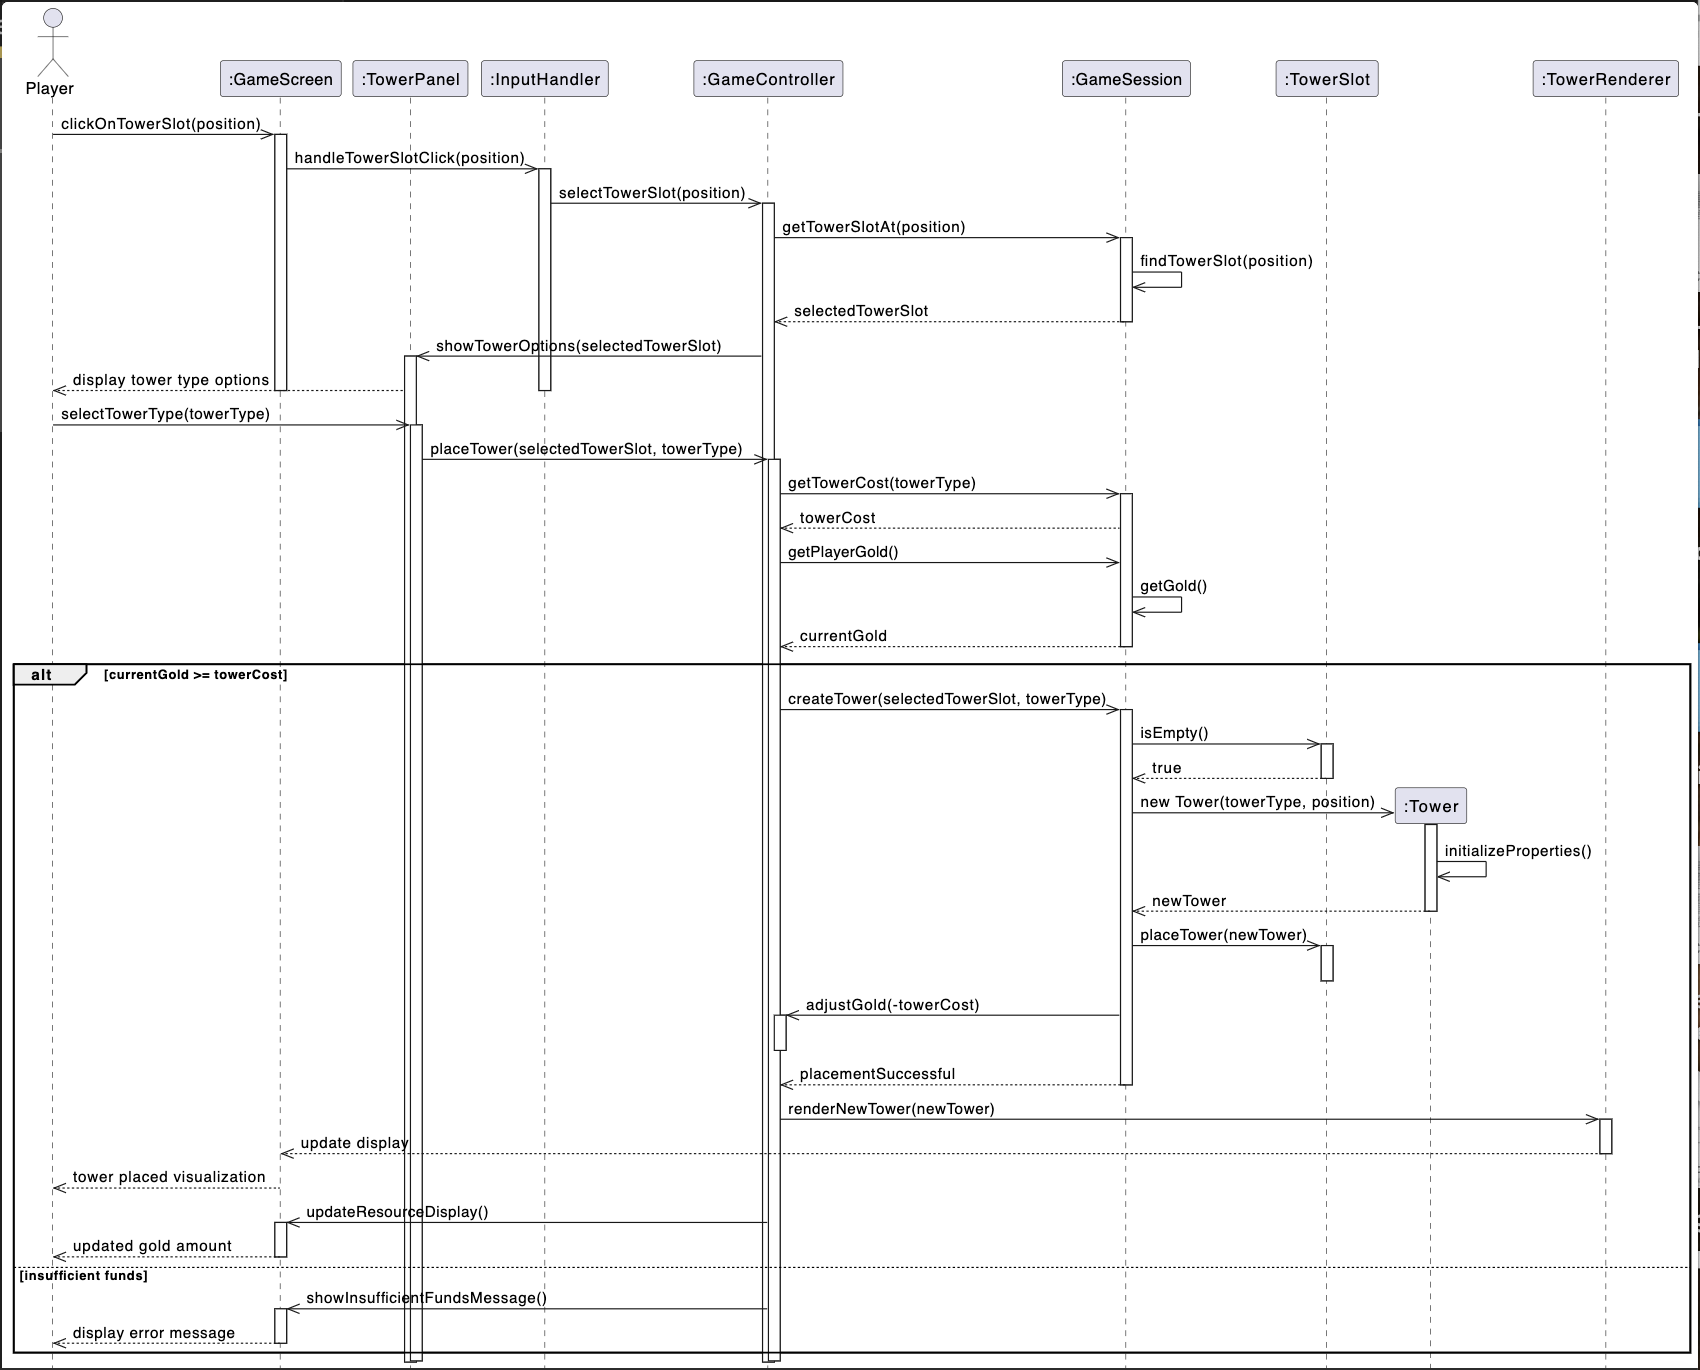 Player
:GameScreen
:TowerPanel
:InputHandler
:GameController
:GameSession
:TowerSlot
:TowerRenderer
clickOnTowerSlot(position)
handleTowerSlotClick(position)
selectTowerSlot(position)
getTowerSlotAt(position)
findTowerSlot(position)
selectedTowerSlot
showTowerOptions(selectedTowerSlot)
display tower type options
selectTowerType(towerType)
placeTower(selectedTowerSlot, towerType)
getTowerCost(towerType)
towerCost
getPlayerGold()
getGold()
currentGold
alt
[currentGold >= towerCost]
createTower(selectedTowerSlot, towerType)
isEmpty()
true
new Tower(towerType, position)
:Tower
initializeProperties()
newTower
placeTower(newTower)
adjustGold(-towerCost)
placementSuccessful
renderNewTower(newTower)
update display
tower placed visualization
updateResourceDisplay()
updated gold amount
[insufficient funds]
showInsufficientFundsMessage()
display error message